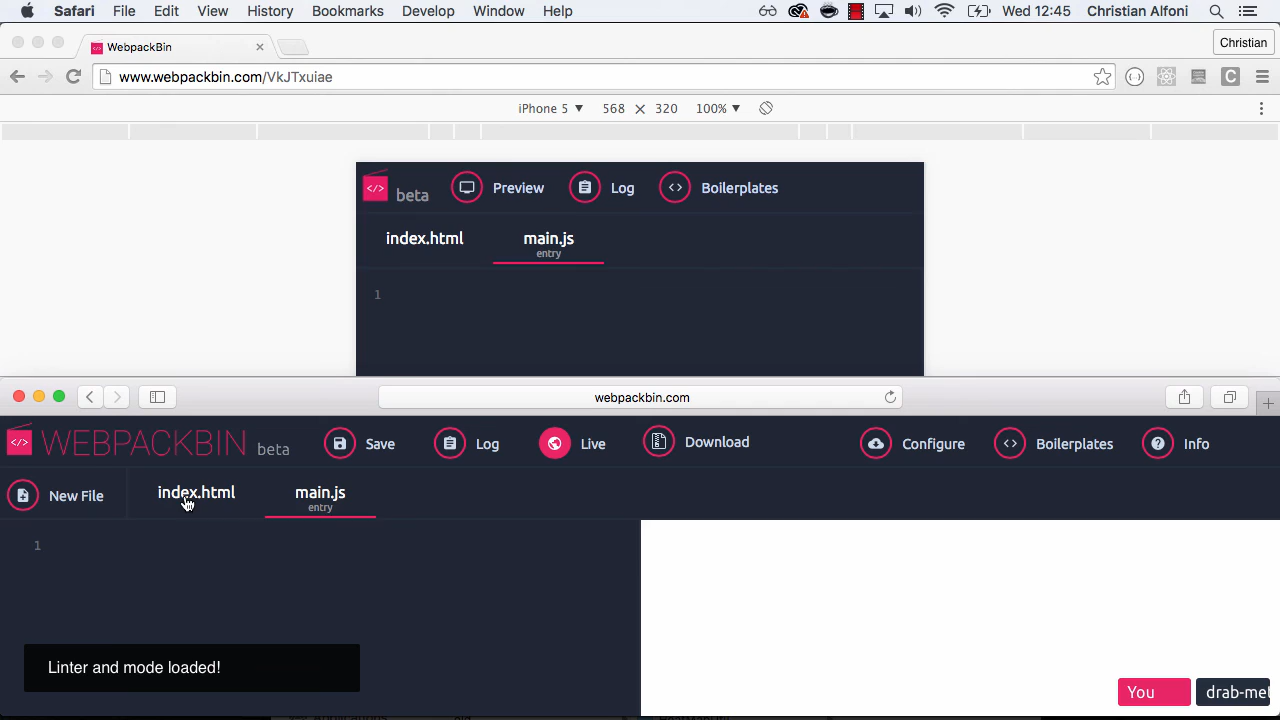 Safari File Edit View History Bookmarks Develop Window Help Wed 12:45 Christian Alfoni
WebpackBin Christian
www.webpackbin.com/VkJTxuiae
iPhone 5 568 × 320 100%
</> beta Preview Log Boilerplates
index.html main.js
entry
1
webpackbin.com
</> WEBPACKBIN beta Save Log Live Download Configure Boilerplates Info
New File index.html main.js
entry
1
Linter and mode loaded!
You drab-met